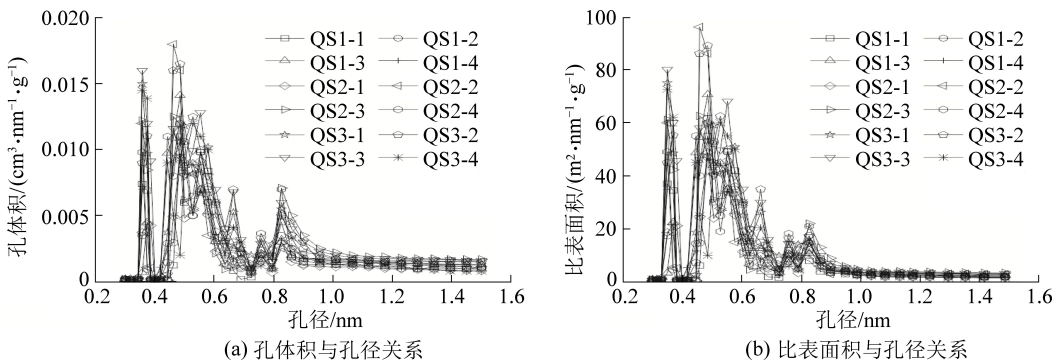 0.020
0.015
0.010
0.005
0
孔体积/(cm³·nm⁻¹·g⁻¹)
QS1-1 QS1-2
QS1-3 QS1-4
QS2-1 QS2-2
QS2-3 QS2-4
QS3-1 QS3-2
QS3-3 QS3-4
0.2 0.4 0.6 0.8 1.0 1.2 1.4 1.6
孔径/nm
(a) 孔体积与孔径关系
100
80
60
40
20
0
比表面积/(m²·nm⁻¹·g⁻¹)
QS1-1 QS1-2
QS1-3 QS1-4
QS2-1 QS2-2
QS2-3 QS2-4
QS3-1 QS3-2
QS3-3 QS3-4
0.2 0.4 0.6 0.8 1.0 1.2 1.4 1.6
孔径/nm
(b) 比表面积与孔径关系